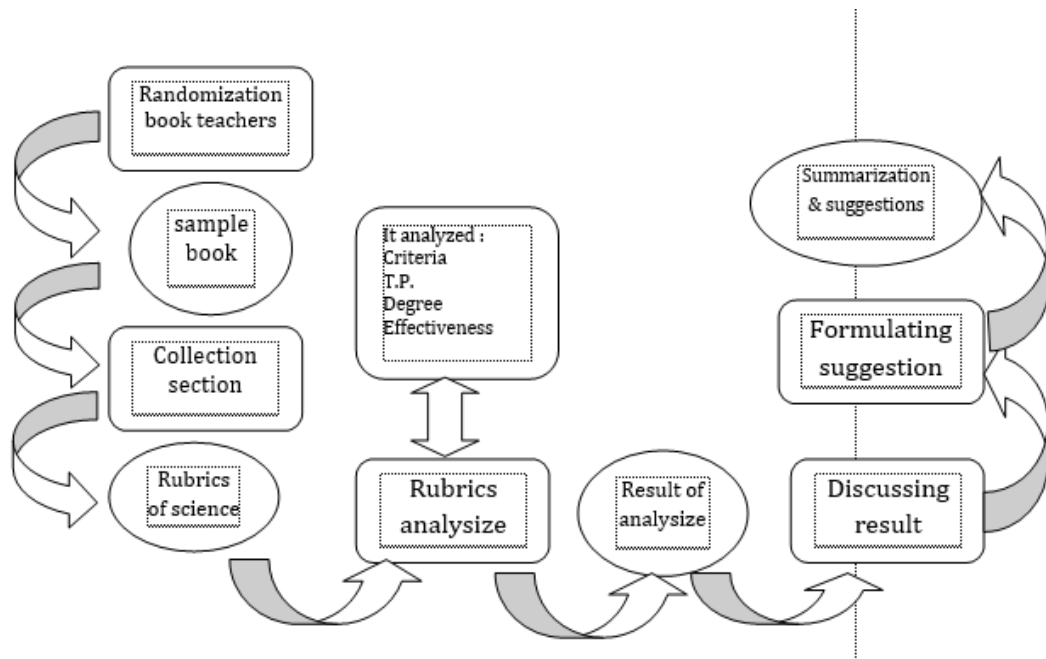 Randomization
book teachers
sample
book
Collection
section
Rubrics
of science
It analyzed :
Criteria
T.P.
Degree
Effectiveness
Rubrics
analysize
Result of
analysize
Discussing
result
Formulating
suggestion
Summarization
& suggestions